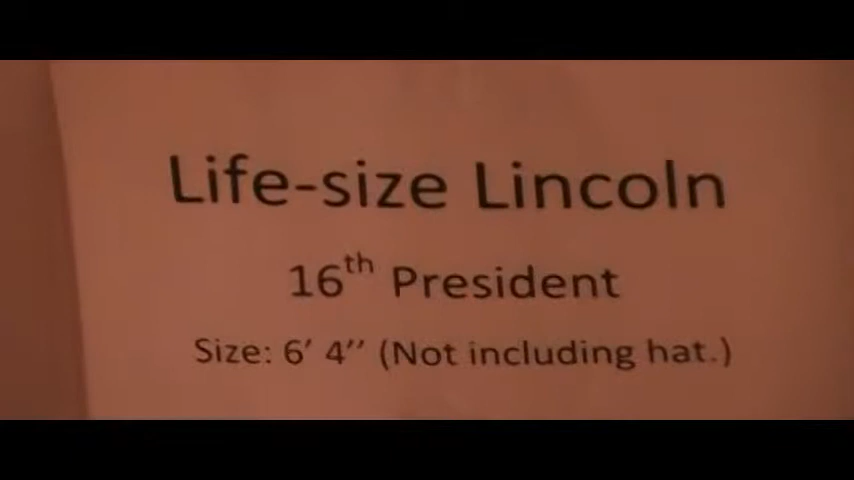 Life-size Lincoln
16th President
Size: 6' 4'' (Not including hat.)